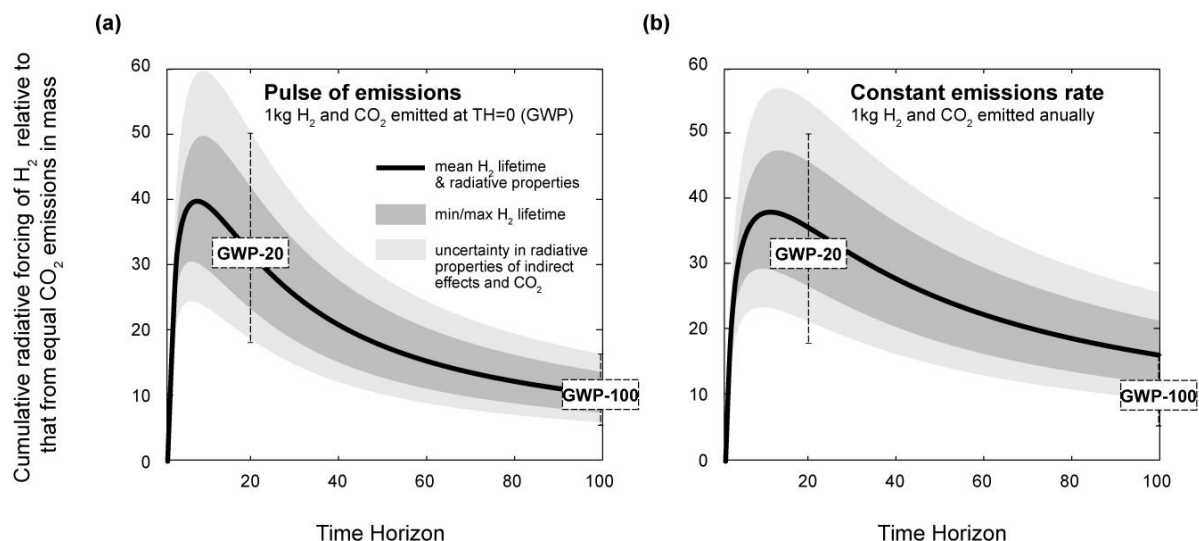 (a)
Cumulative radiative forcing of H₂ relative to
that from equal CO₂ emissions in mass
60
50
40
30
20
10
0
Pulse of emissions
1kg H₂ and CO₂ emitted at TH=0 (GWP)
mean H₂ lifetime
& radiative properties
min/max H₂ lifetime
uncertainty in radiative
properties of indirect
effects and CO₂
GWP-20
GWP-100
20
40
60
80
100
Time Horizon
(b)
60
50
40
30
20
10
0
Constant emissions rate
1kg H₂ and CO₂ emitted anually
GWP-20
GWP-100
20
40
60
80
100
Time Horizon